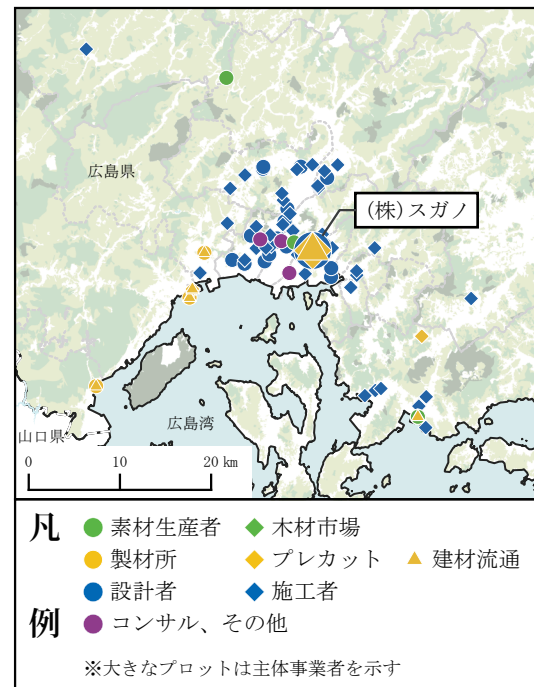 広島県
(株)スガノ
広島湾
山口県
0 10 20 km
凡例
素材生産者 木材市場
製材所 プレカット 建材流通
設計者 施工者
コンサル、その他
※大きなプロットは主体事業者を示す